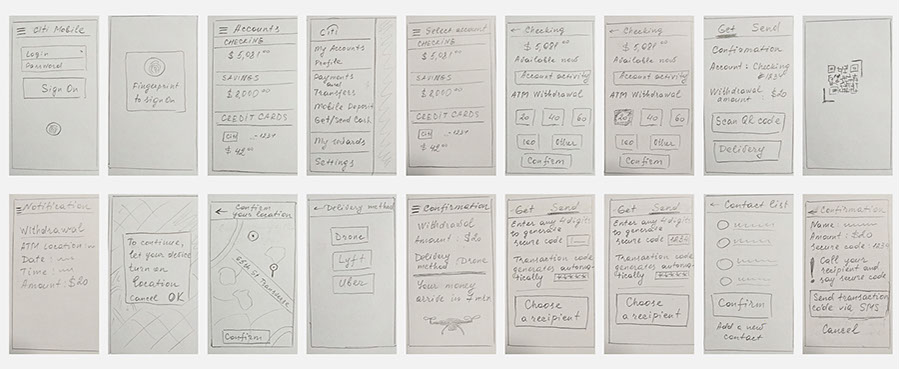 Citi Mobile
Login
Password
Sign On
Fingerprint
to sign On
Accounts
CHECKING
$ 5,081 00
SAVINGS
$ 2000 00
CREDIT CARDS
Citi ...1234
$ 42 00
Citi
My Accounts
Profile
Payments
and
Transfers
Mobile Deposit
Get/Send Cash
My rewards
Settings
Select account
CHECKING
$ 5,081 00
SAVINGS
$ 2000 00
CREDIT CARDS
Citi ...1234
$ 42 00
← Checking
$ 5,081 00
Available now
Account activity
ATM Withdrawal
20 40 60
100 Other
Confirm
← Checking
$ 5,081 00
Available now
Account activity
ATM Withdrawal
20 40 60
100 Other
Confirm
Get Send
Confirmation
Account: Checking
#1234
Withdrawal
amount: $20
Scan QR code
Delivery
Notification
Withdrawal
ATM Location:
Date:
Time:
Amount: $20
To continue,
let your device
turn on
location
Cancel OK
← Confirm
your location
Confirm
← Delivery method
Drone
Lyft
Uber
Confirmation
Withdrawal
Amount: $20
Delivery
method: Drone
Your money
arrive in 7 min
Get Send
Enter any 4 digits
to generate
secure code
Transaction code
generates automa-
tically *****
Choose
a recipient
Get Send
Enter any 4 digits
to generate
secure code 1234
Transaction code
generates automa-
tically *****
Choose
a recipient
← Contact list
Confirm
Add a new
contact
Confirmation
Name:
Amount: $20
Secure code: 1234
! Call your
recipient and
say secure code
Send transaction
code via SMS
Cancel